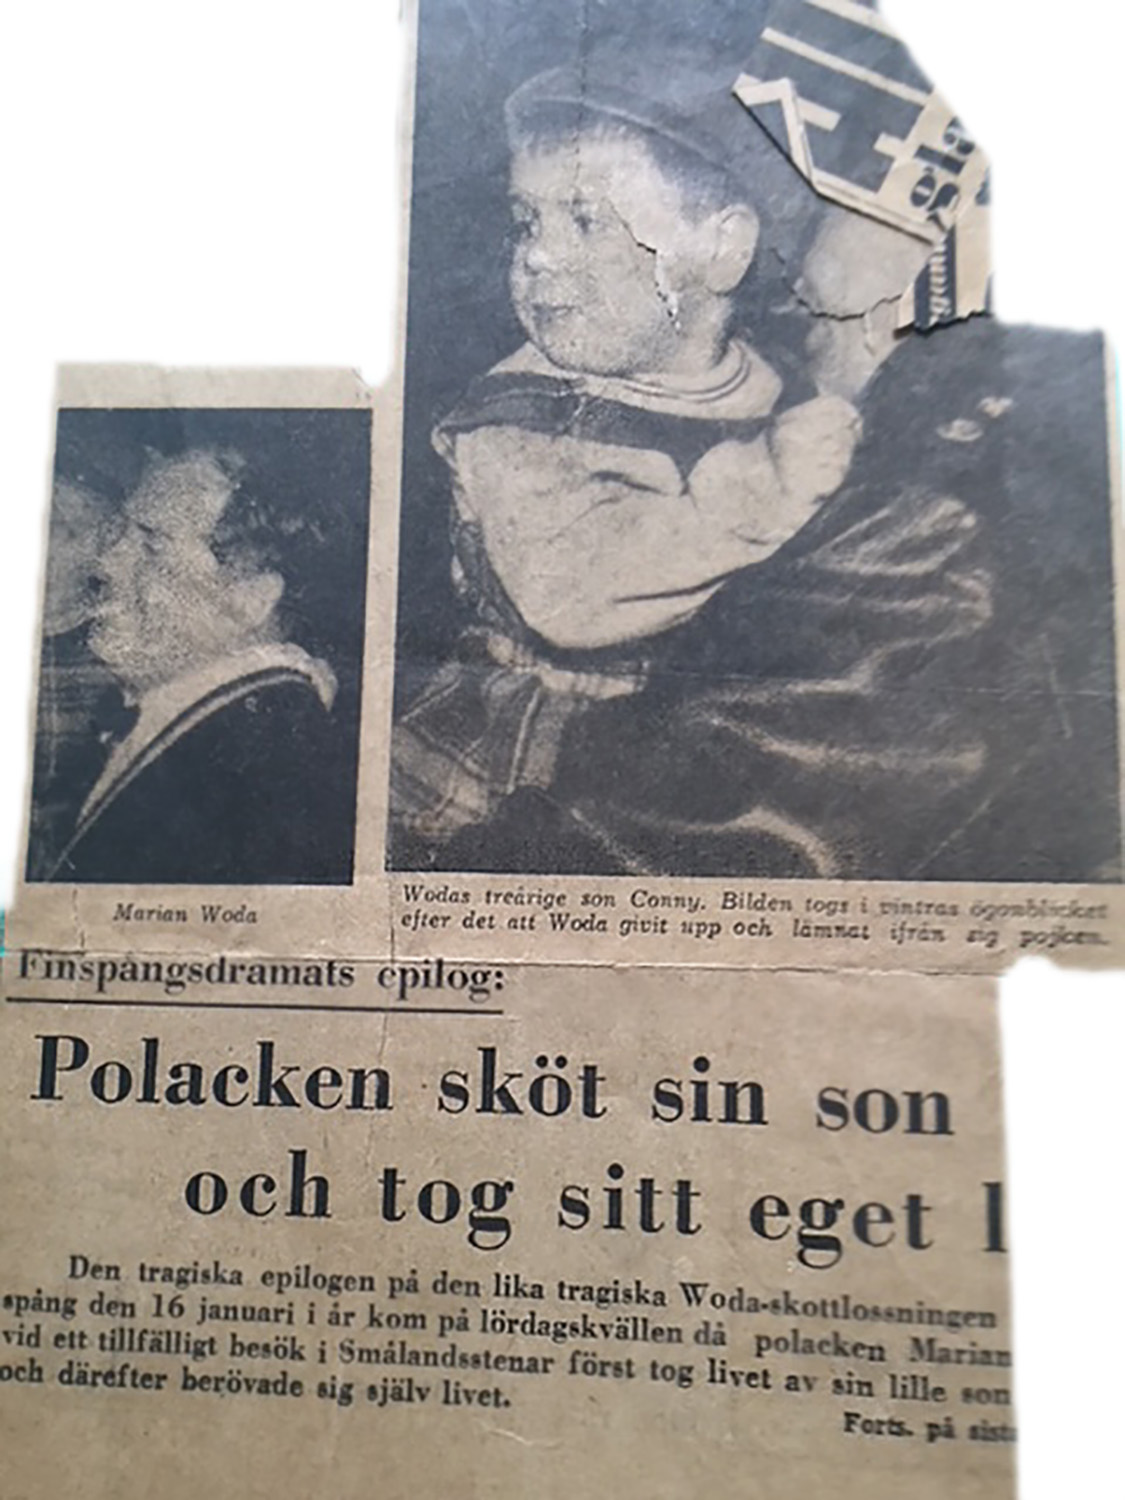 Sla
Marian Woda
Wodas treårige son Conny. Bilden togs i vintras ögonblicket
efter det att Woda givit upp och lämnat ifrån sig pojken.
Finspångsdramats epilog:
Polacken sköt sin son
och tog sitt eget l
Den tragiska epilogen på den lika tragiska Woda-skottlossningen
spång den 16 januari i år kom på lördagskvällen då polacken Marian
vid ett tillfälligt besök i Smålandsstenar först tog livet av sin lille son
och därefter berövade sig själv livet.
Forts. på sist